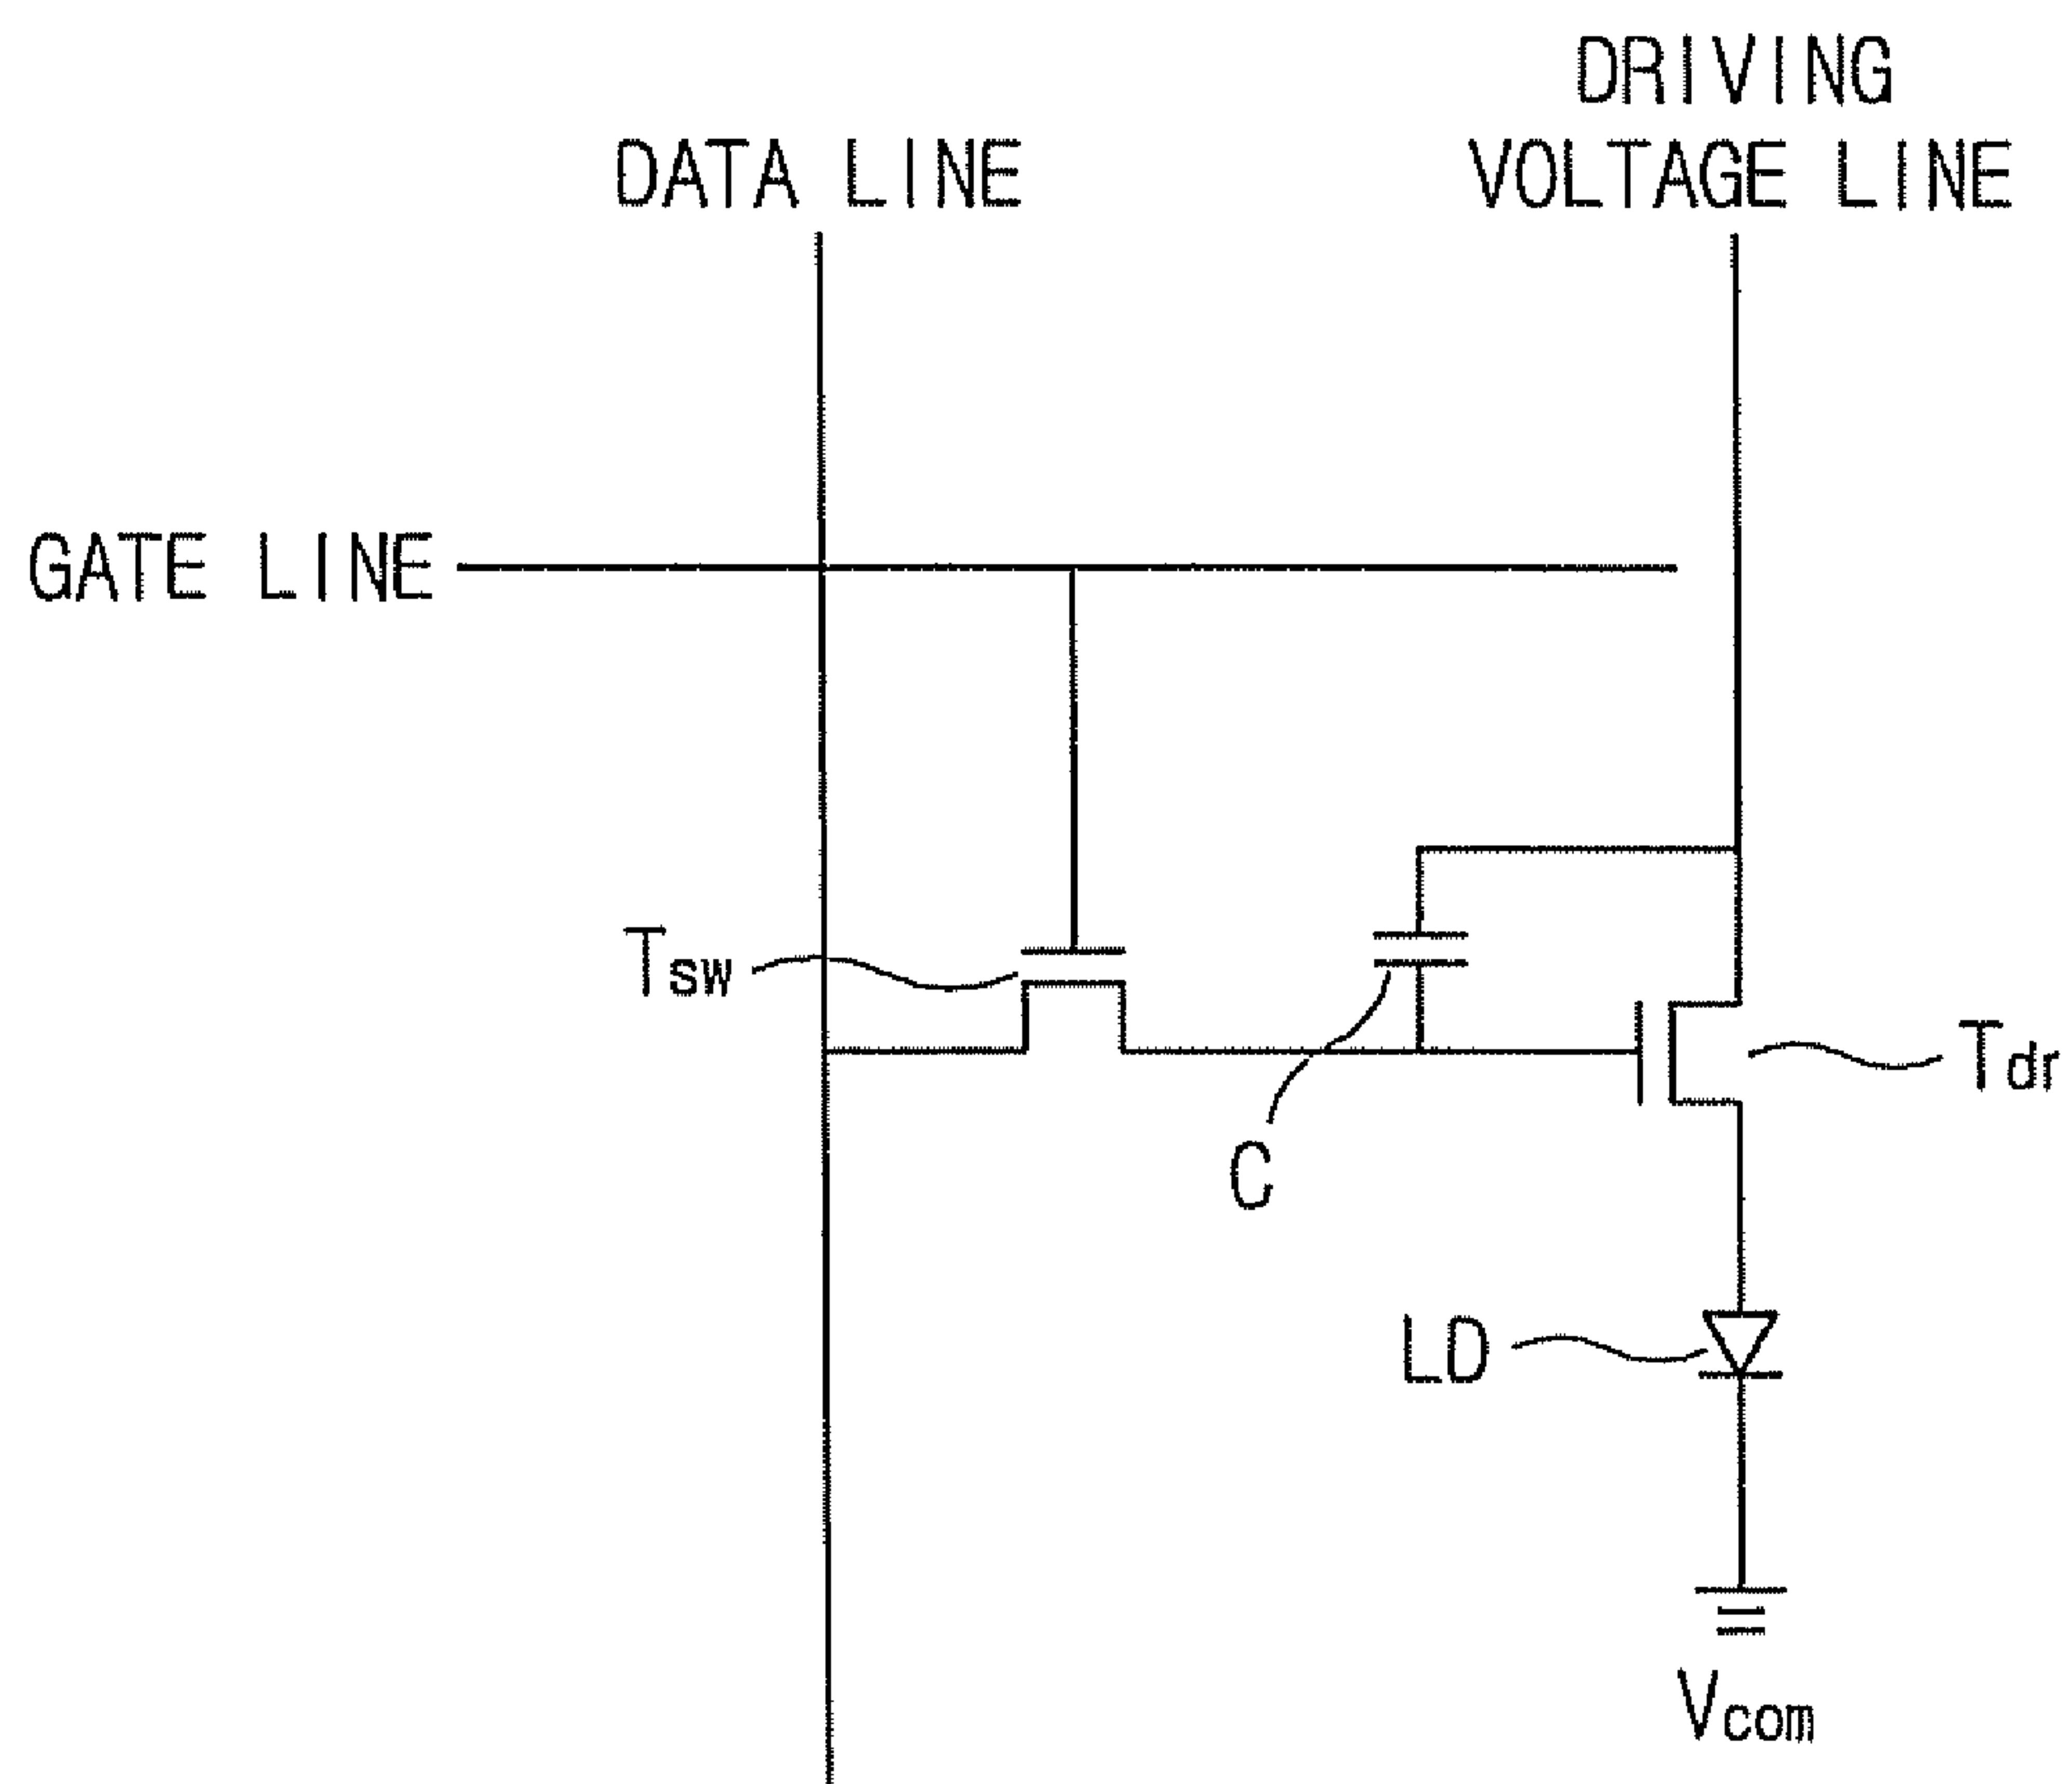 DRIVING
VOLTAGE LINE
DATA LINE
GATE LINE
Tsw
Tdr
C
LD
Vcom